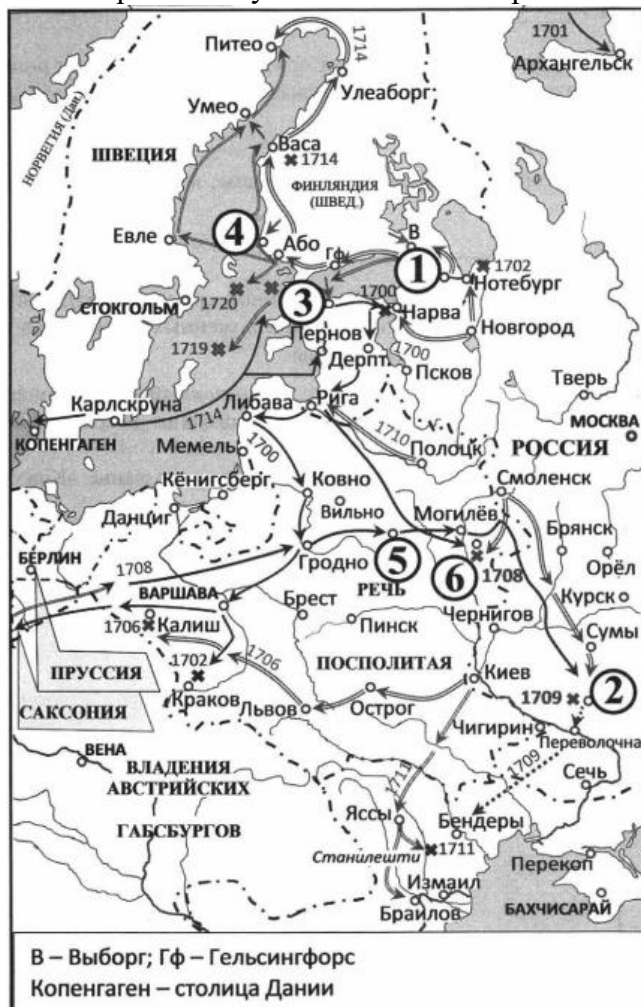 1701
Питео
1714
Архангельск
Улеаборг
НОРВЕГИЯ (Дан.)
Умео
ШВЕЦИЯ
Васа
1714
ФИНЛЯНДИЯ
(ШВЕД.)
Евле
4
Або
В
Гф
1
1702
Нотебург
СТОКГОЛЬМ
1720
3
1700
Нарва
Новгород
Пернов
1719
Дерпт
1700
Псков
Тверь
Карлскруна
1714
Либава
Рига
МОСКВА
КОПЕНГАГЕН
1700
1710
Полоцк
РОССИЯ
Мемель
Смоленск
Кёнигсберг
Ковно
Вильно
Могилёв
Данциг
Брянск
БЕРЛИН
1708
Гродно
5
6
1708
Орёл
ВАРШАВА
РЕЧЬ
Курск
1706
Калиш
Брест
Чернигов
Пинск
Сумы
ПРУССИЯ
1702
1706
ПОСПОЛИТАЯ
1709
2
САКСОНИЯ
Краков
Львов
Острог
Киев
Чигирин
Переволочна
ВЕНА
ВЛАДЕНИЯ
АВСТРИЙСКИХ
ГАБСБУРГОВ
1709
Сечь
1711
Яссы
Бендеры
Станилешти
1711
Перекоп
Измаил
Браилов
БАХЧИСАРАЙ
В – Выборг; Гф – Гельсингфорс
Копенгаген – столица Дании